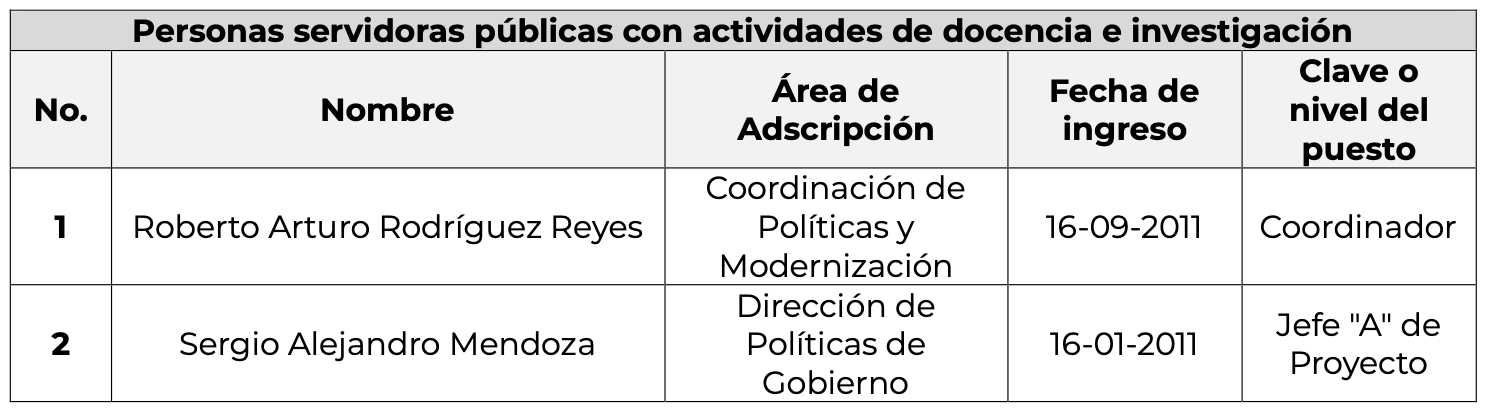 Personas servidoras públicas con actividades de docencia e investigación
No.
Nombre
Área de
Adscripción
Fecha de
ingreso
Clave o
nivel del
puesto
1
Roberto Arturo Rodríguez Reyes
Coordinación de
Políticas y
Modernización
16-09-2011
Coordinador
2
Sergio Alejandro Mendoza
Dirección de
Políticas de
Gobierno
16-01-2011
Jefe "A" de
Proyecto